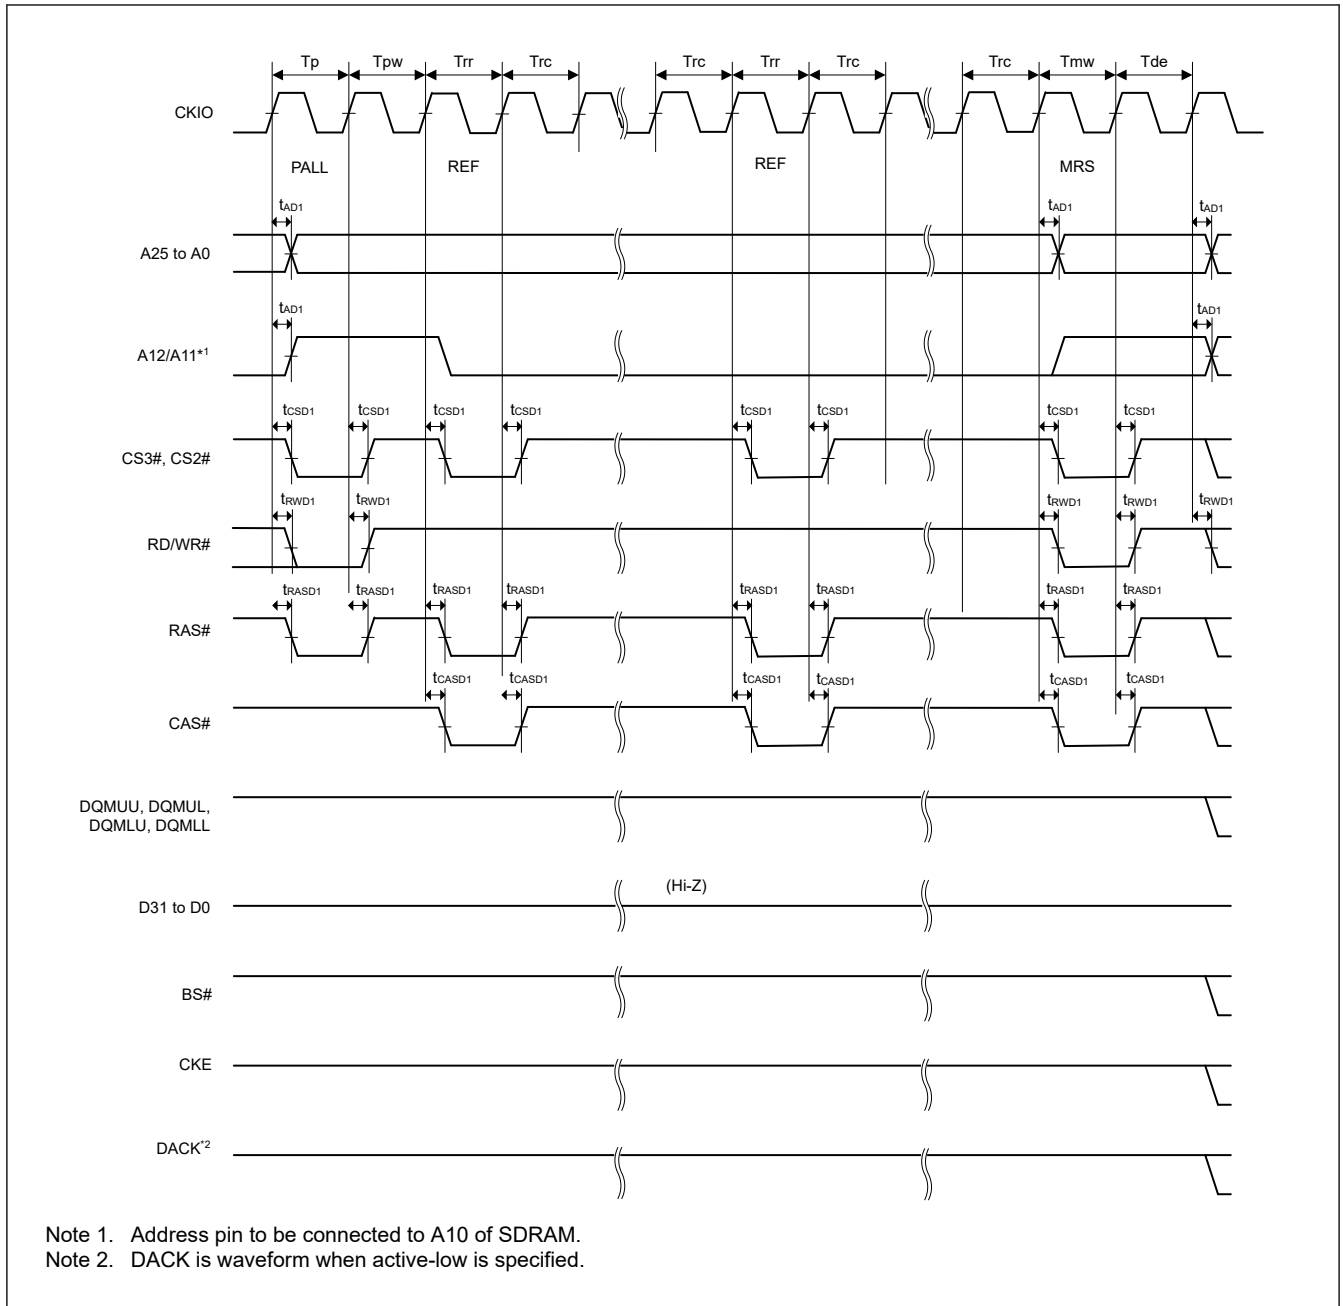 Tp Tpw Trr Trc Trc Trr Trc Trc Tmw Tde
CKIO
PALL REF REF MRS
tAD1 tAD1 tAD1
A25 to A0
tAD1 tAD1
A12/A11*1
tCSD1 tCSD1 tCSD1 tCSD1 tCSD1 tCSD1 tCSD1 tCSD1
CS3#, CS2#
tRWD1 tRWD1 tRWD1 tRWD1 tRWD1
RD/WR#
tRASD1 tRASD1 tRASD1 tRASD1 tRASD1 tRASD1 tRASD1 tRASD1
RAS#
tCASD1 tCASD1 tCASD1 tCASD1 tCASD1 tCASD1
CAS#
DQMUU, DQMUL,
DQMLU, DQMLL
(Hi-Z)
D31 to D0
BS#
CKE
DACK*2
Note 1. Address pin to be connected to A10 of SDRAM.
Note 2. DACK is waveform when active-low is specified.